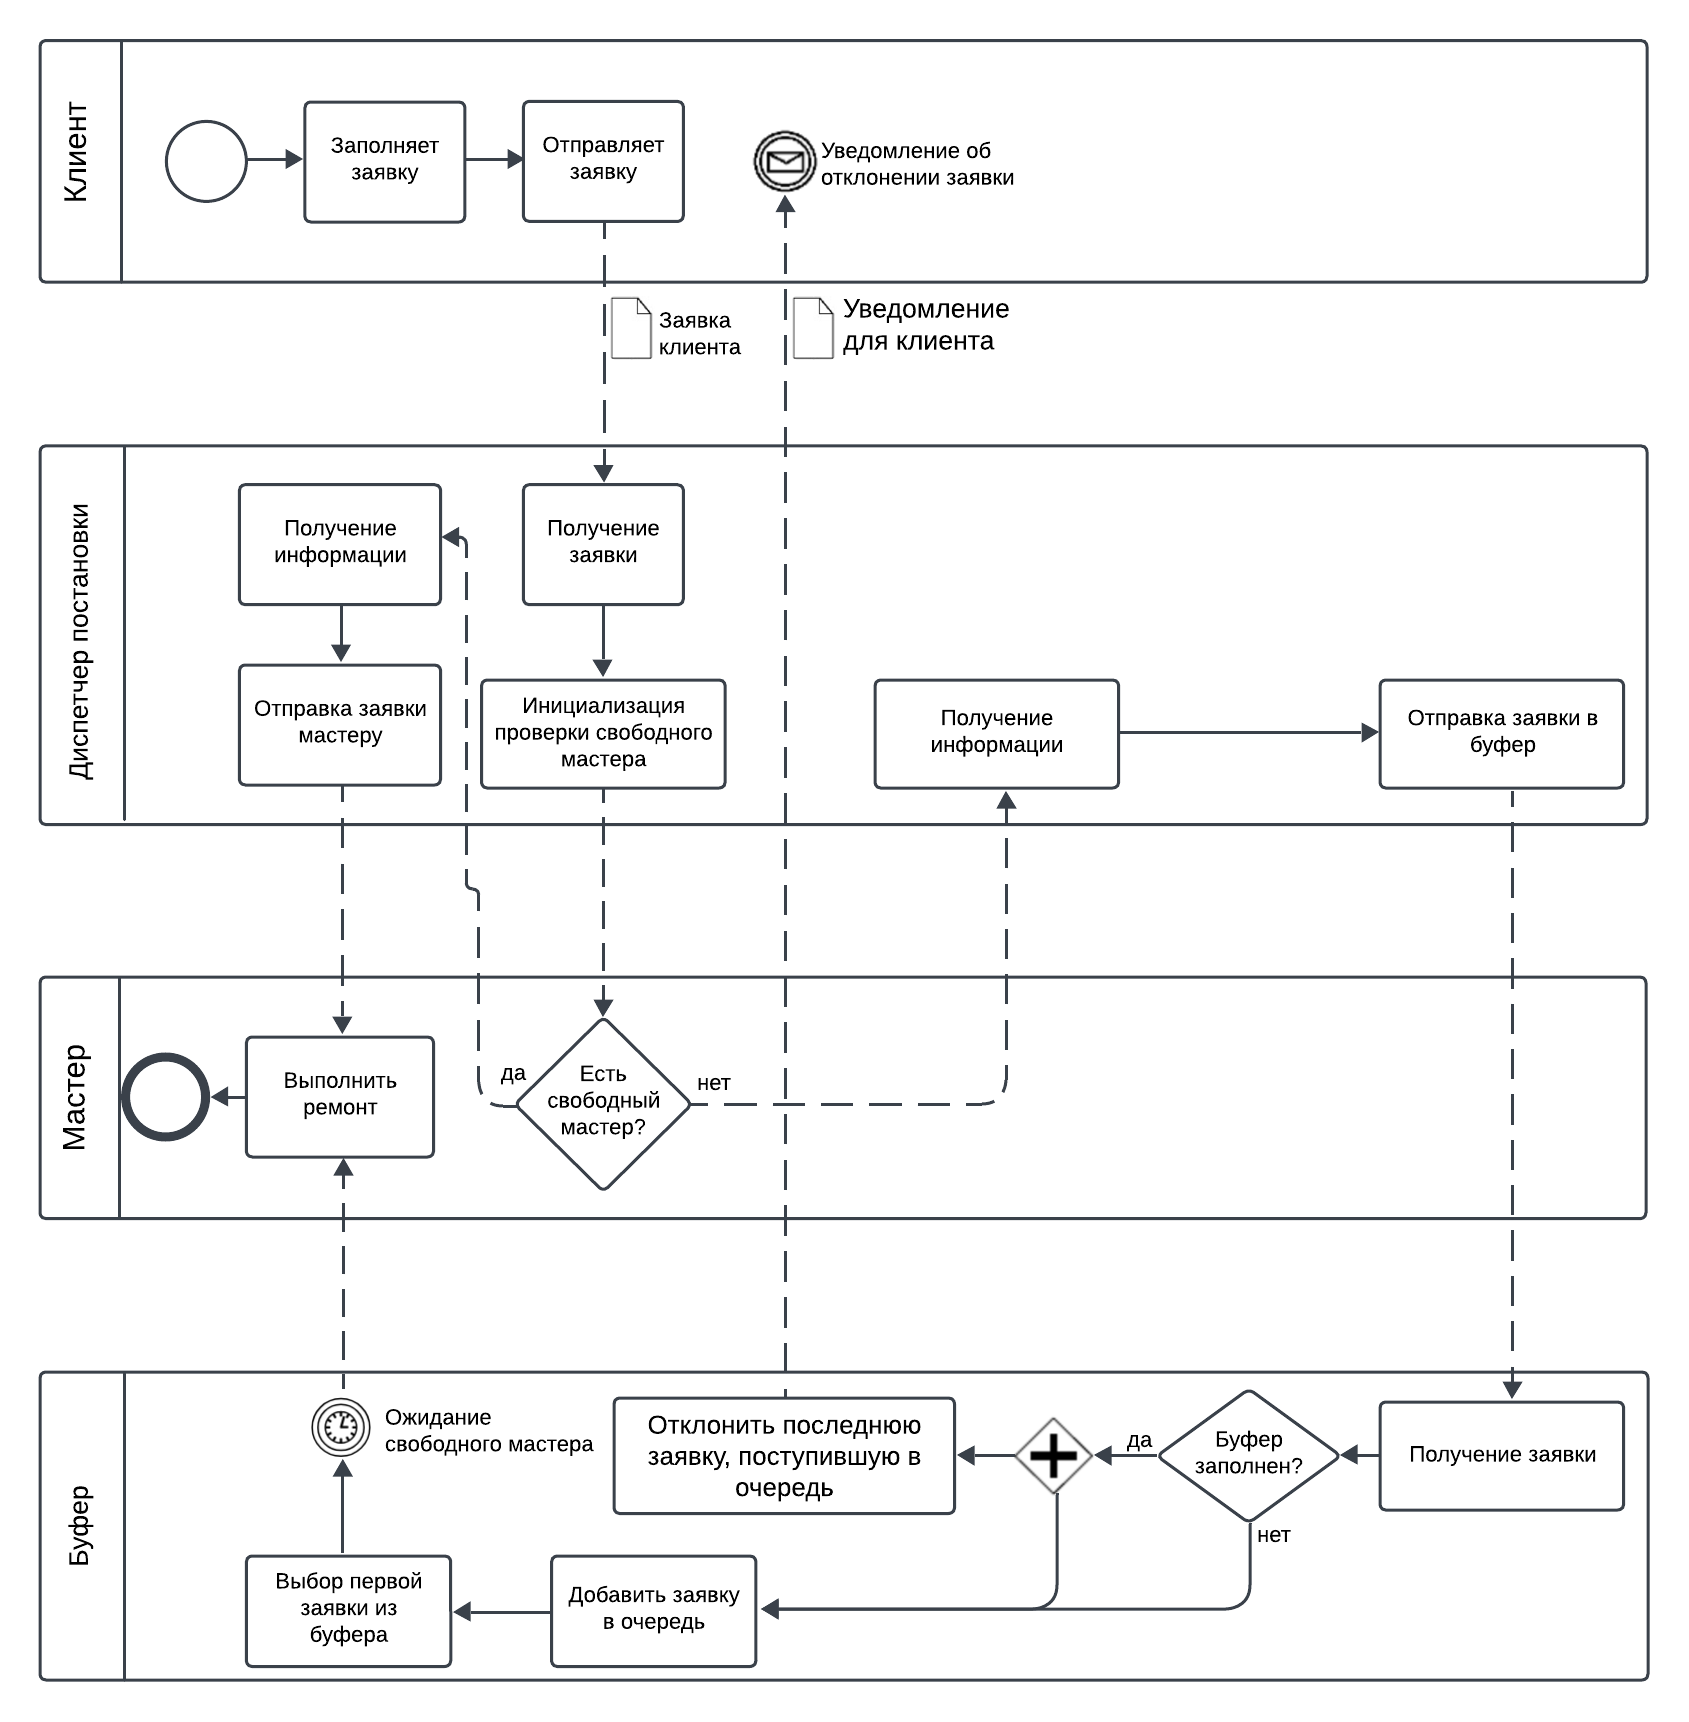 Клиент
Заполняет
заявку
Отправляет
заявку
Уведомление об
отклонении заявки
Заявка
клиента
Уведомление
для клиента
Диспетчер постановки
Получение
информации
Получение
заявки
Отправка заявки
мастеру
Инициализация
проверки свободного
мастера
Получение
информации
Отправка заявки в
буфер
Мастер
Выполнить
ремонт
да
Есть
свободный
мастер?
нет
Буфер
Ожидание
свободного мастера
Отклонить последнюю
заявку, поступившую в
очередь
да
Буфер
заполнен?
нет
Получение заявки
Выбор первой
заявки из
буфера
Добавить заявку
в очередь